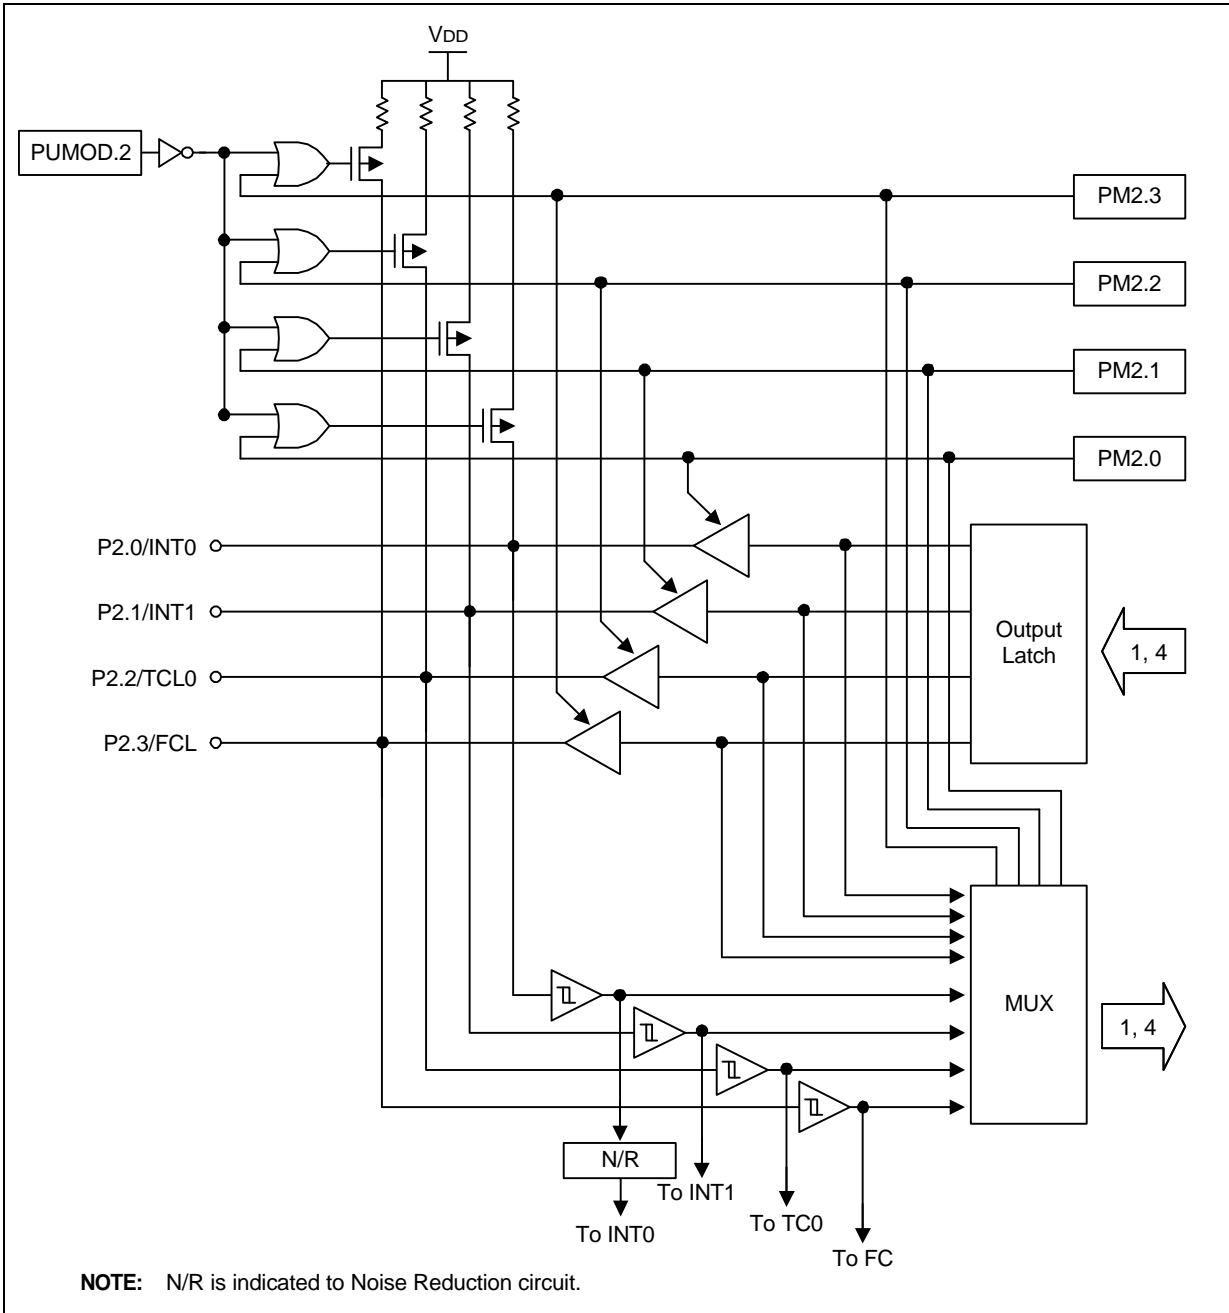 VDD
PUMOD.2
PM2.3
PM2.2
PM2.1
PM2.0
P2.0/INT0
P2.1/INT1
P2.2/TCL0
P2.3/FCL
Output
Latch
1, 4
MUX
1, 4
N/R
To INT1
To INT0
To TC0
To FC
NOTE: N/R is indicated to Noise Reduction circuit.